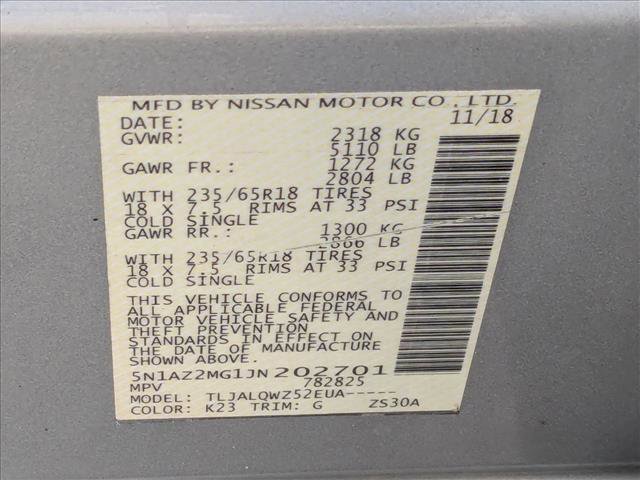 MFD BY NISSAN MOTOR CO., LTD.
DATE: 11/18
GVWR: 2318 KG
5110 LB
GAWR FR.: 1272 KG
2804 LB
WITH 235/65R18 TIRES
18 X 7.5 RIMS AT 33 PSI
COLD SINGLE
GAWR RR.: 1300 KG
2866 LB
WITH 235/65R18 TIRES
18 X 7.5 RIMS AT 33 PSI
COLD SINGLE
THIS VEHICLE CONFORMS TO
ALL APPLICABLE FEDERAL
MOTOR VEHICLE SAFETY AND
THEFT PREVENTION
STANDARDS IN EFFECT ON
THE DATE OF MANUFACTURE
SHOWN ABOVE.
5N1AZ2MG1JN202701
MPV 782825
MODEL: TLJALQWZ52EUA-----
COLOR: K23 TRIM: G ZS30A